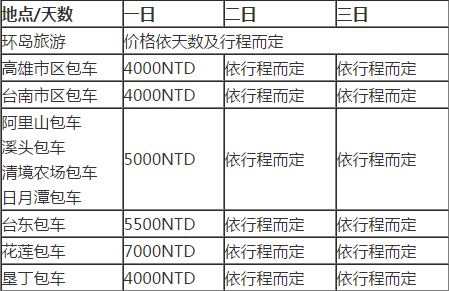 地点/天数 一日 二日 三日
环岛旅游 价格依天数及行程而定
高雄市区包车 4000NTD 依行程而定 依行程而定
台南市区包车 4000NTD 依行程而定 依行程而定
阿里山包车
溪头包车
清境农场包车
日月潭包车
5000NTD 依行程而定 依行程而定
台东包车 5500NTD 依行程而定 依行程而定
花莲包车 7000NTD 依行程而定 依行程而定
垦丁包车 4000NTD 依行程而定 依行程而定